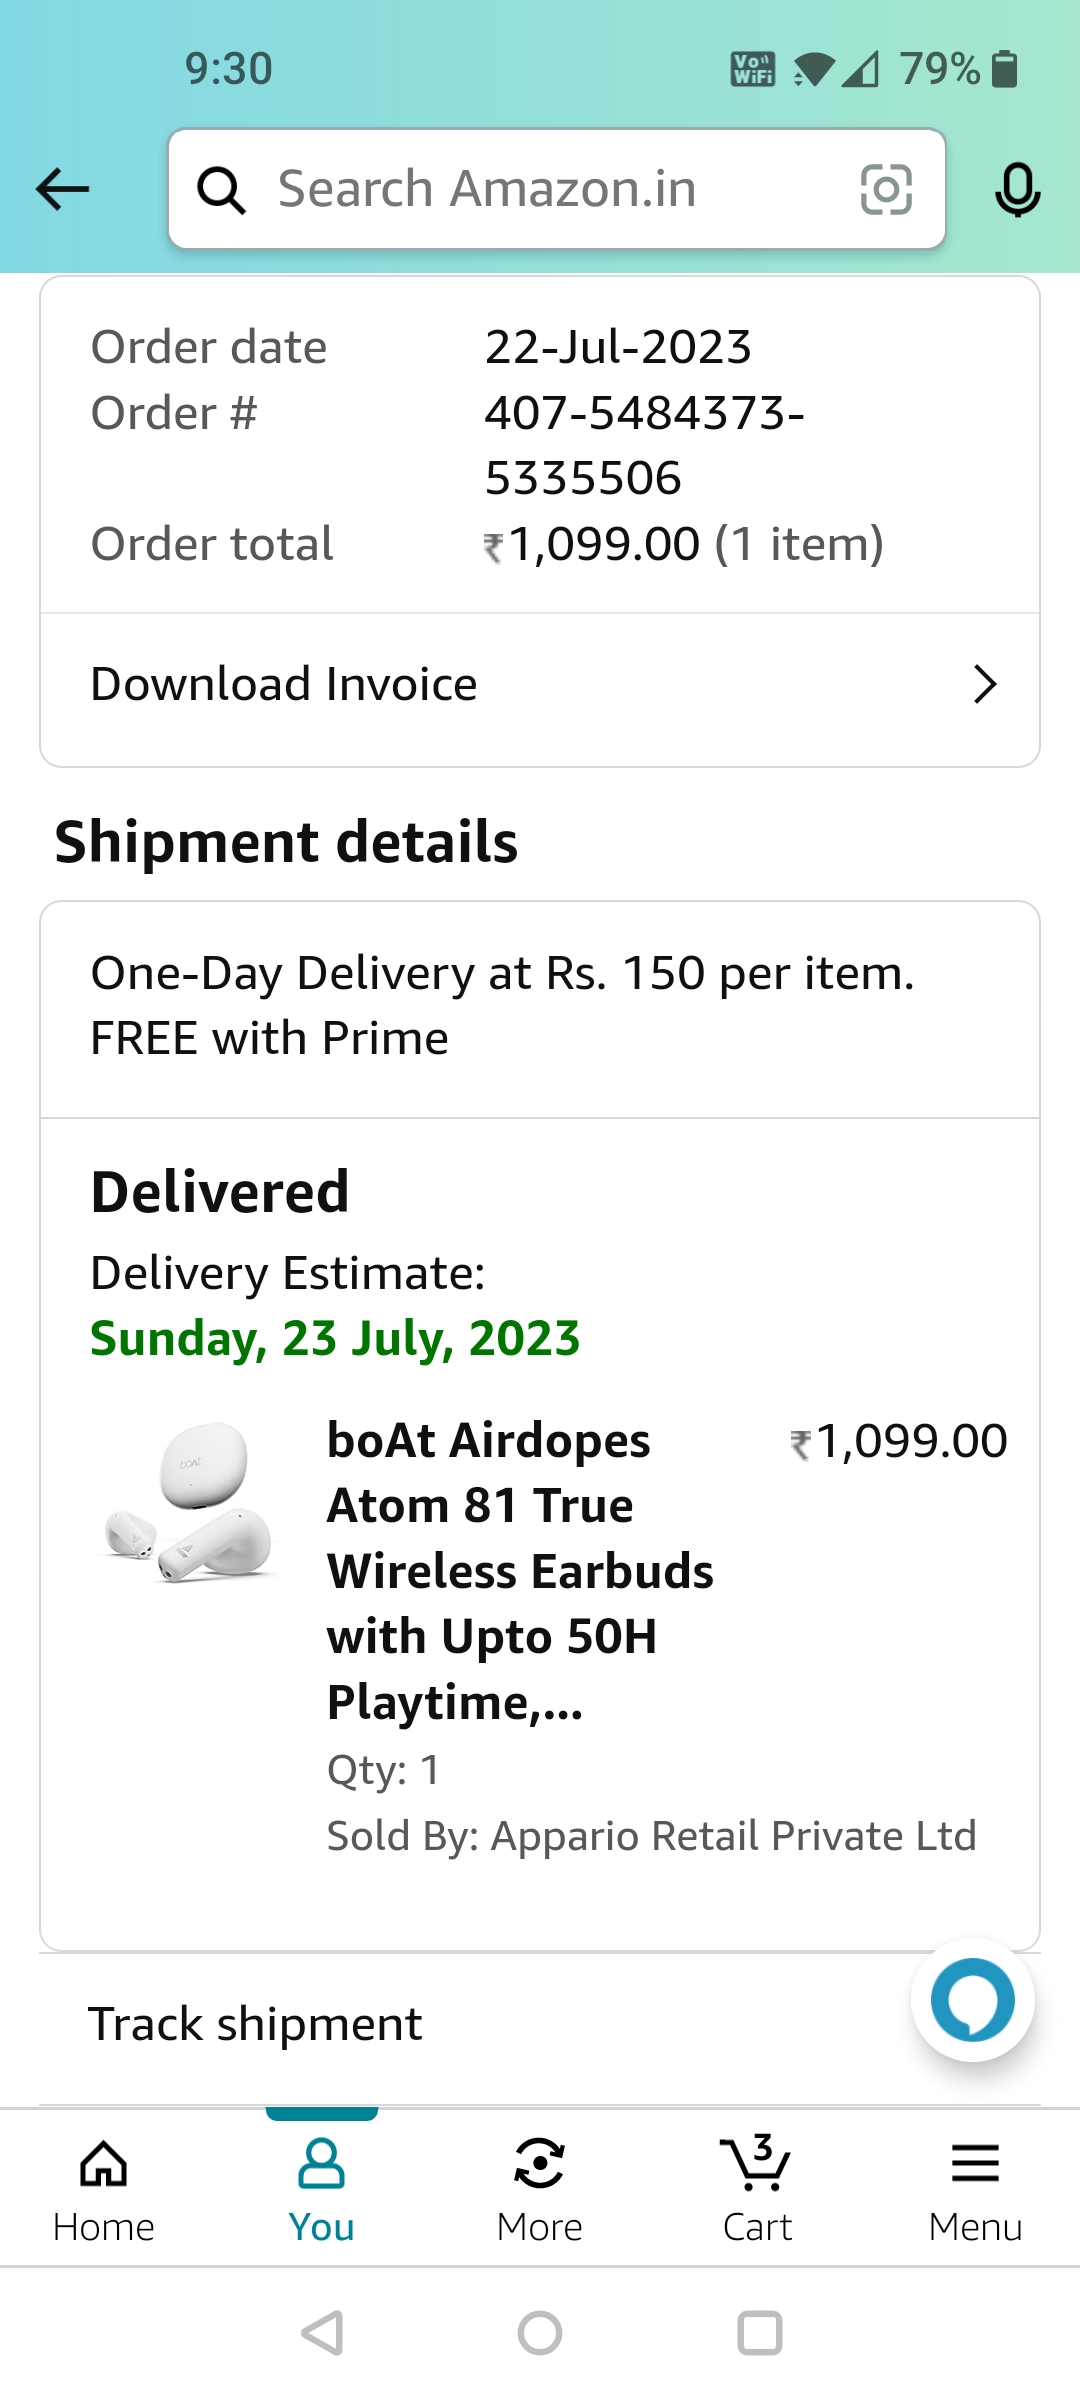 9:30
Vo WiFi 79%
Search Amazon.in
Order date 22-Jul-2023
Order # 407-5484373-
5335506
Order total ₹1,099.00 (1 item)
Download Invoice
Shipment details
One-Day Delivery at Rs. 150 per item.
FREE with Prime
Delivered
Delivery Estimate:
Sunday, 23 July, 2023
boAt
boAt Airdopes ₹1,099.00
Atom 81 True
Wireless Earbuds
with Upto 50H
Playtime,...
Qty: 1
Sold By: Appario Retail Private Ltd
Track shipment
3
Home You More Cart Menu